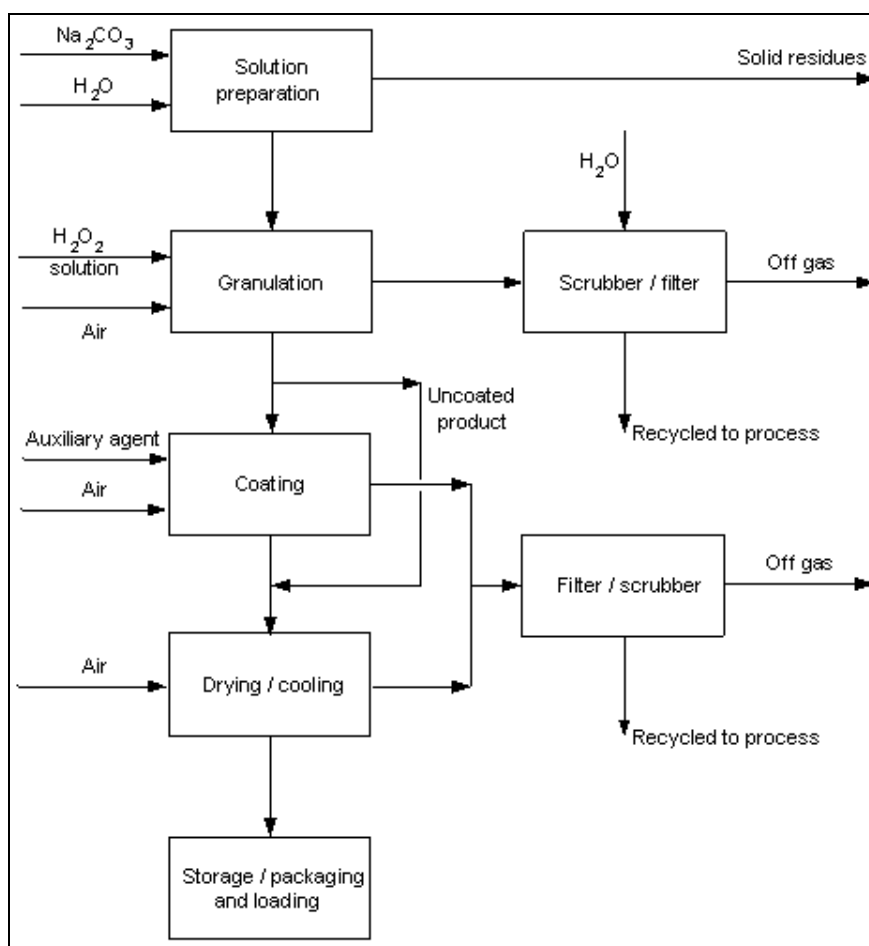 Na2CO3
Solution
preparation
Solid residues
H2O
H2O
H2O2
solution
Granulation
Scrubber / filter
Off gas
Air
Uncoated
product
Recycled to process
Auxiliary agent
Coating
Air
Filter / scrubber
Off gas
Air
Drying / cooling
Recycled to process
Storage / packaging
and loading